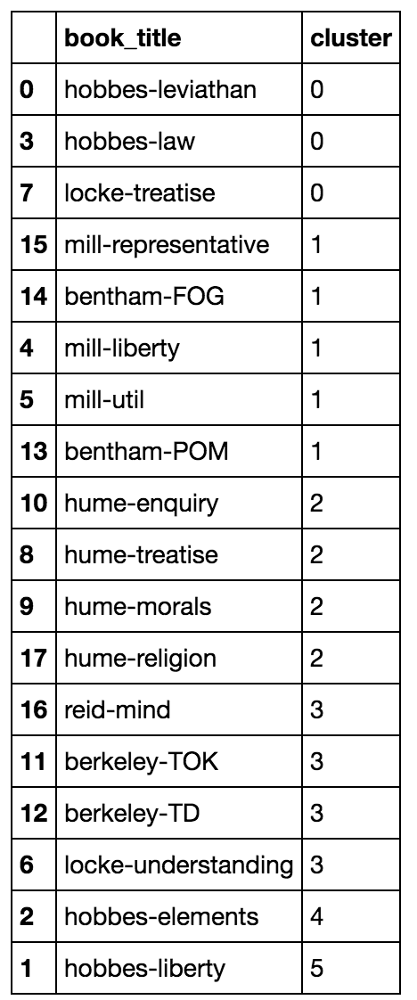 book_title cluster
0 hobbes-leviathan 0
3 hobbes-law 0
7 locke-treatise 0
15 mill-representative 1
14 bentham-FOG 1
4 mill-liberty 1
5 mill-util 1
13 bentham-POM 1
10 hume-enquiry 2
8 hume-treatise 2
9 hume-morals 2
17 hume-religion 2
16 reid-mind 3
11 berkeley-TOK 3
12 berkeley-TD 3
6 locke-understanding 3
2 hobbes-elements 4
1 hobbes-liberty 5